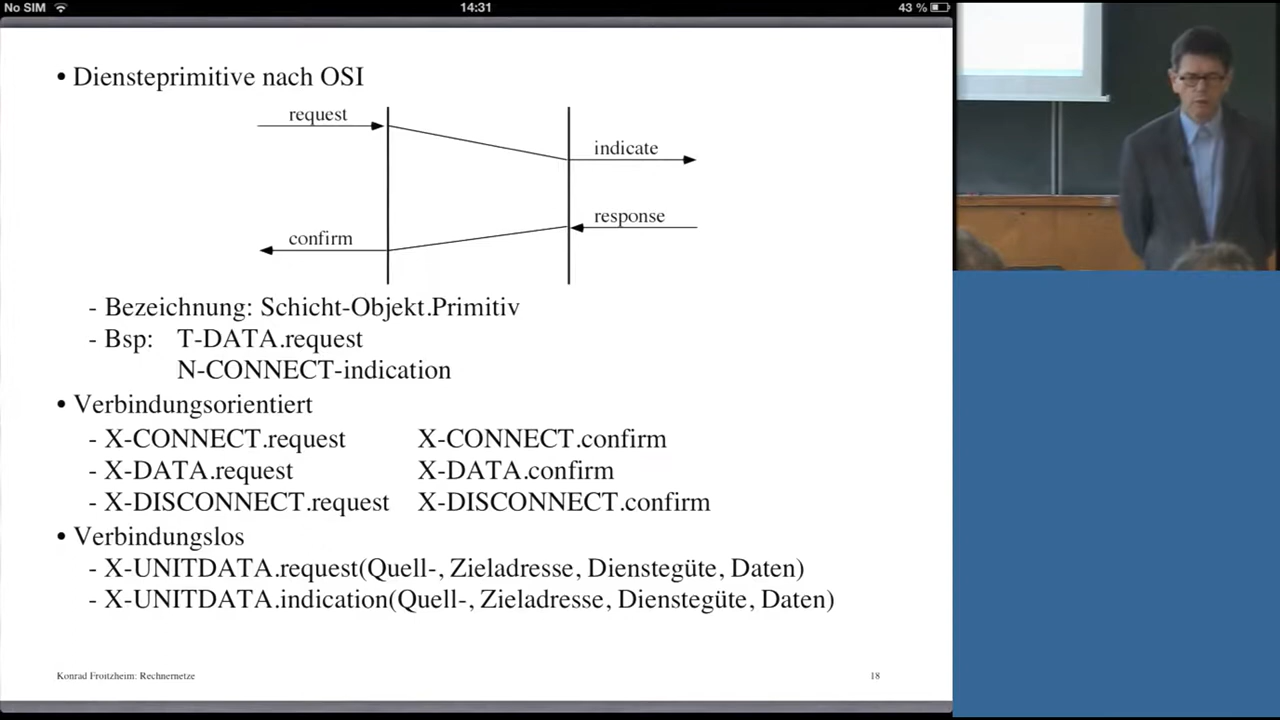 No SIM 14:31 43 %
• Diensteprimitive nach OSI
request
indicate
response
confirm
- Bezeichnung: Schicht-Objekt.Primitiv
- Bsp: T-DATA.request
N-CONNECT-indication
• Verbindungsorientiert
- X-CONNECT.request X-CONNECT.confirm
- X-DATA.request X-DATA.confirm
- X-DISCONNECT.request X-DISCONNECT.confirm
• Verbindungslos
- X-UNITDATA.request(Quell-, Zieladresse, Dienstegüte, Daten)
- X-UNITDATA.indication(Quell-, Zieladresse, Dienstegüte, Daten)
Konrad Froitzheim: Rechnernetze 18